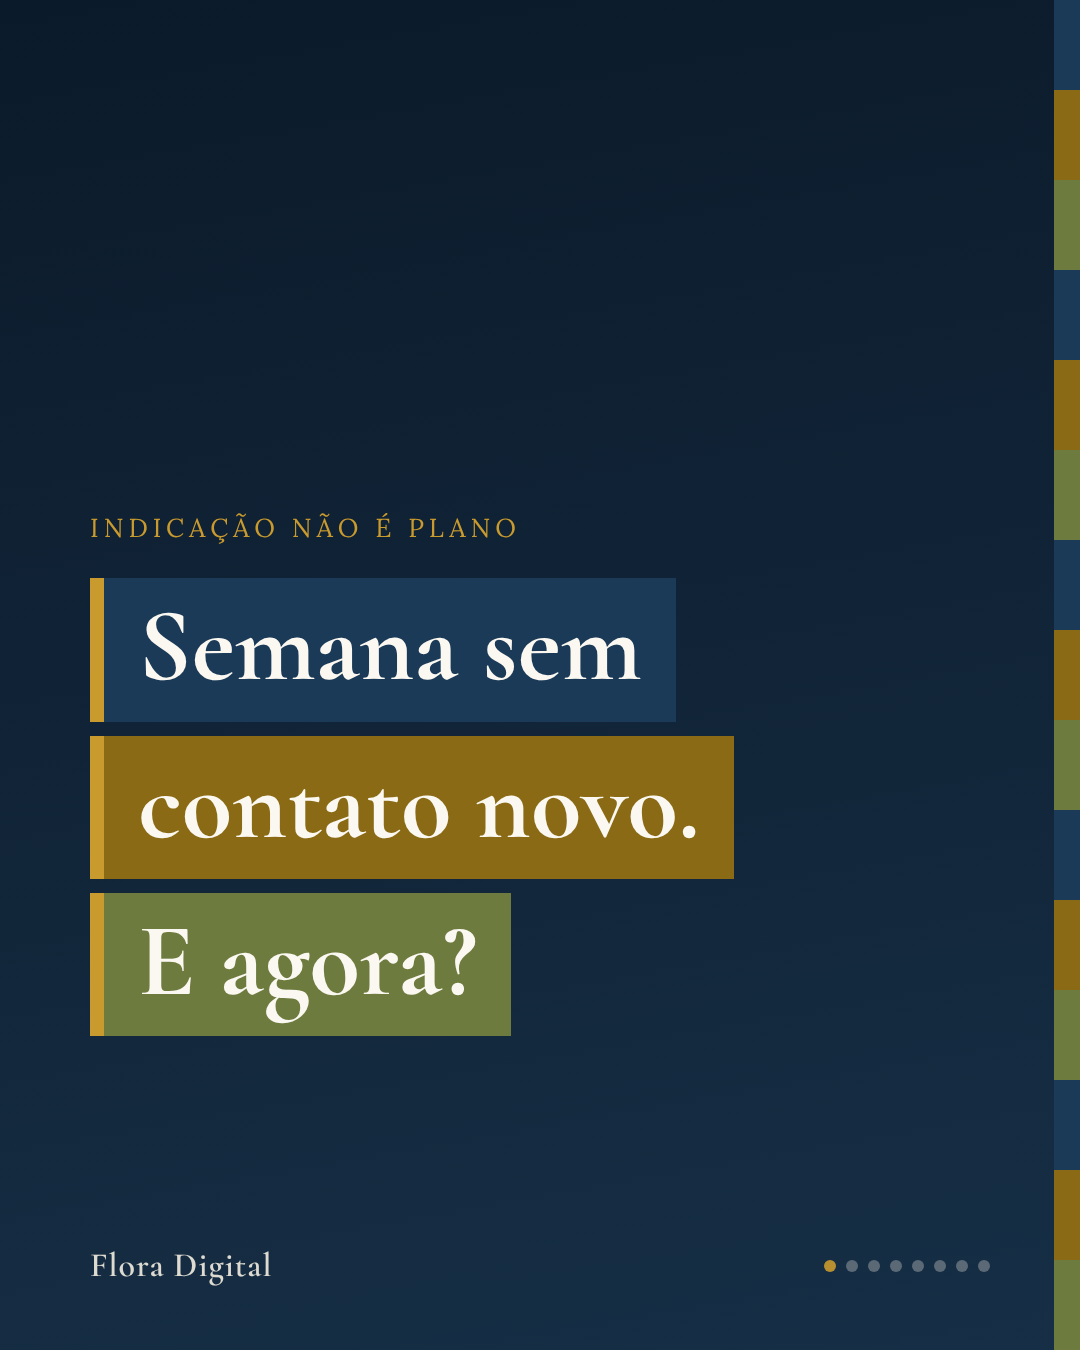 INDICAÇÃO NÃO É PLANO
Semana sem
contato novo.
E agora?
Flora Digital